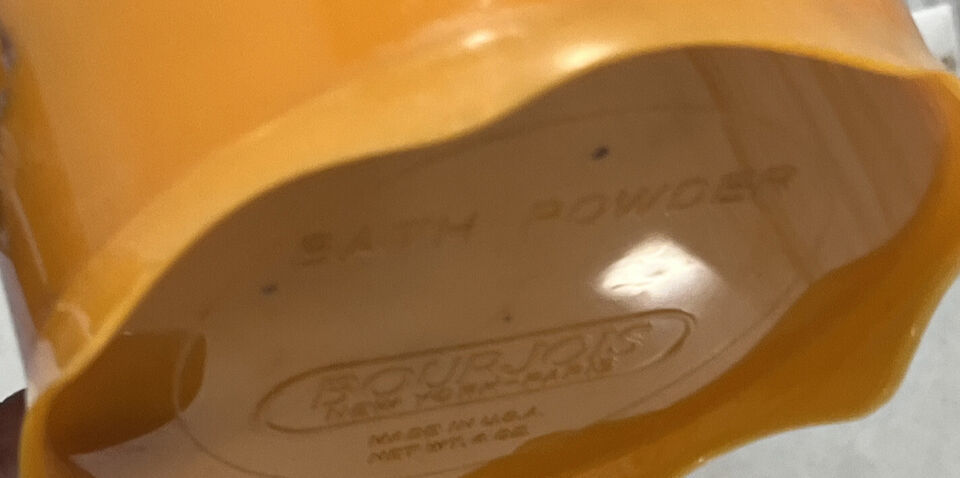 BATH POWDER
BOURJOIS
NEW YORK-PARIS
MADE IN U.S.A.
NET WT. 4 OZ.